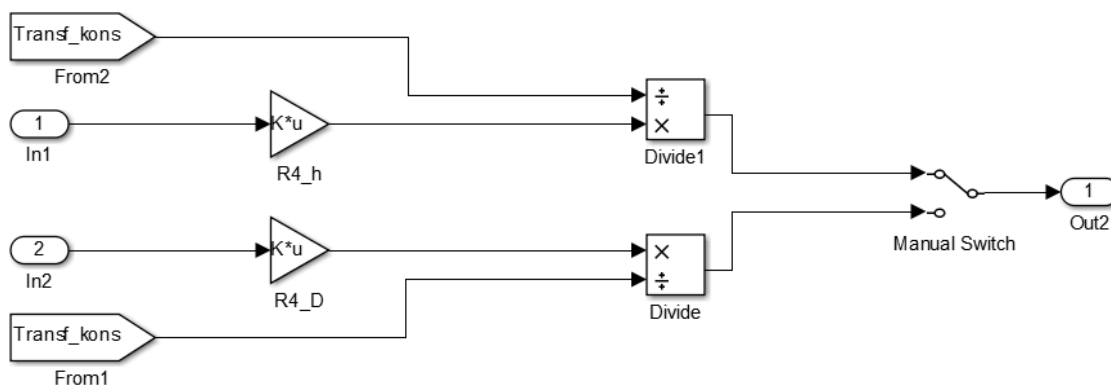 Transf_kons
From2
1
In1
K*u
R4_h
÷
×
Divide1
1
Out2
Manual Switch
2
In2
K*u
R4_D
×
÷
Divide
Transf_kons
From1